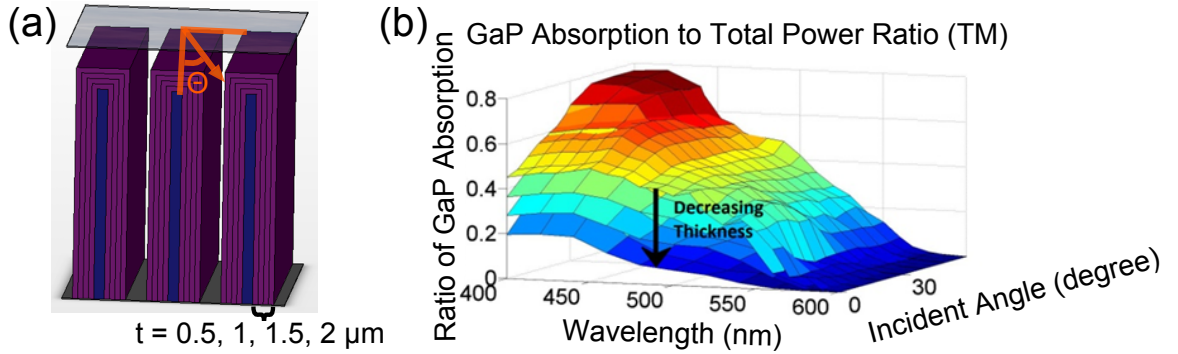 (a)
Θ
t = 0.5, 1, 1.5, 2 μm
(b)
GaP Absorption to Total Power Ratio (TM)
Ratio of GaP Absorption
0.8
0.6
0.4
0.2
0
Decreasing
Thickness
400
450
500
550
600
Wavelength (nm)
0
30
Incident Angle (degree)